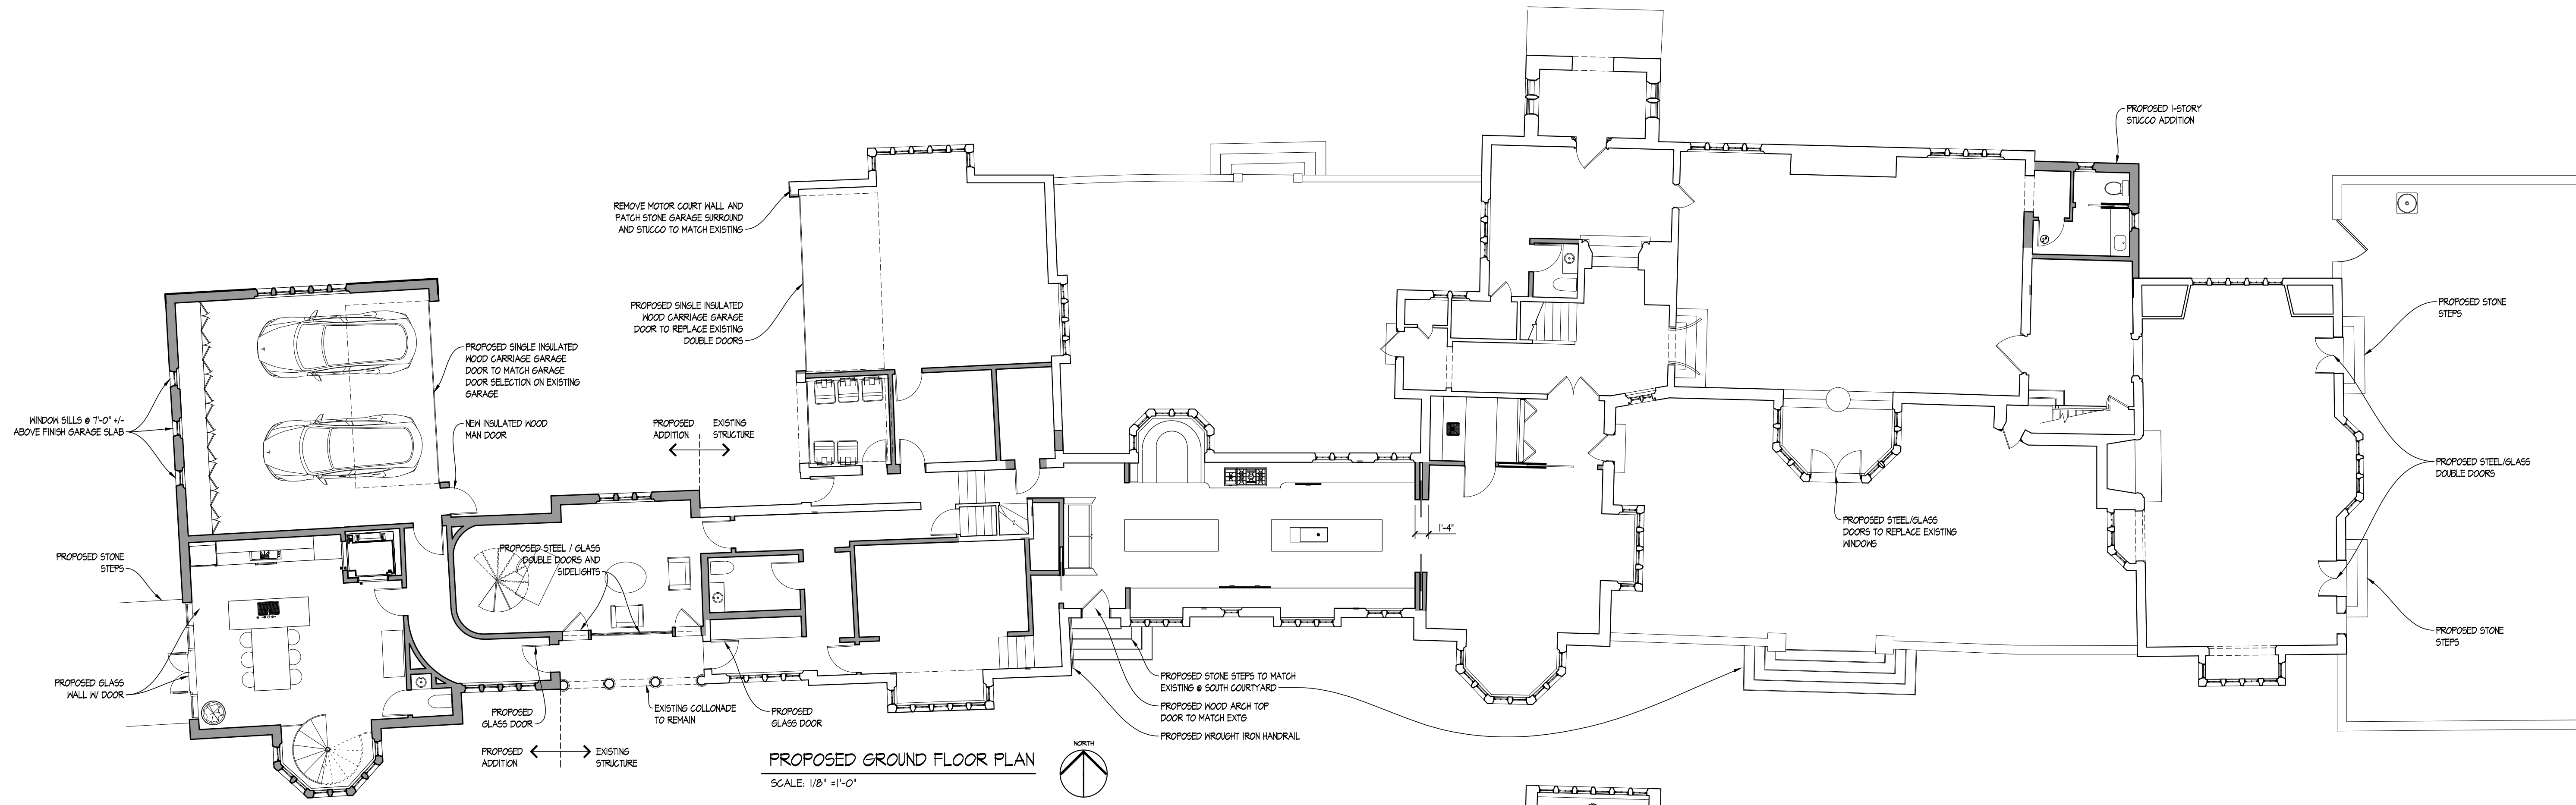 PROPOSED 1-STORY
STUCCO ADDITION
REMOVE MOTOR COURT WALL AND
PATCH STONE GARAGE SURROUND
AND STUCCO TO MATCH EXISTING
PROPOSED SINGLE INSULATED
WOOD CARRIAGE GARAGE
DOOR TO REPLACE EXISTING
DOUBLE DOORS
PROPOSED STONE
STEPS
PROPOSED SINGLE INSULATED
WOOD CARRIAGE GARAGE
DOOR TO MATCH GARAGE
DOOR SELECTION ON EXISTING
GARAGE
WINDOW SILLS @ 7'-0" +/-
ABOVE FINISH GARAGE SLAB
NEW INSULATED WOOD
MAN DOOR
PROPOSED
ADDITION
EXISTING
STRUCTURE
PROPOSED STEEL/GLASS
DOUBLE DOORS
1'-4"
PROPOSED STEEL/GLASS
DOORS TO REPLACE EXISTING
WINDOWS
PROPOSED STONE
STEPS
PROPOSED STEEL / GLASS
DOUBLE DOORS AND
SIDELIGHTS
PROPOSED STONE
STEPS
PROPOSED GLASS
WALL W/ DOOR
PROPOSED
GLASS DOOR
EXISTING COLLONADE
TO REMAIN
PROPOSED
GLASS DOOR
PROPOSED STONE STEPS TO MATCH
EXISTING @ SOUTH COURTYARD
PROPOSED WOOD ARCH TOP
DOOR TO MATCH EXTG
PROPOSED WROUGHT IRON HANDRAIL
PROPOSED
ADDITION
EXISTING
STRUCTURE
PROPOSED GROUND FLOOR PLAN
SCALE: 1/8" =1'-0"
NORTH